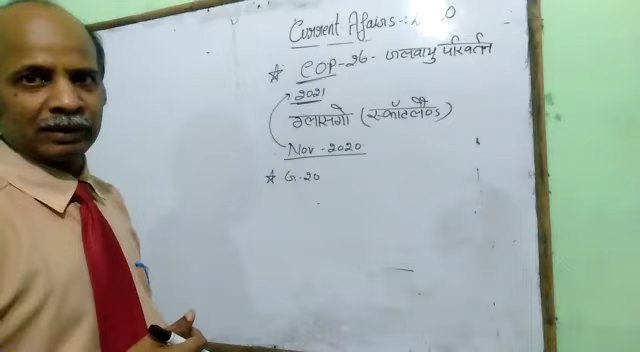 Current Affairs :-
☆ COP-26- जलवायु परिवर्तन
2021
ग्लासगो (स्कॉटलैण्ड)
Nov - 2020
☆ G.20